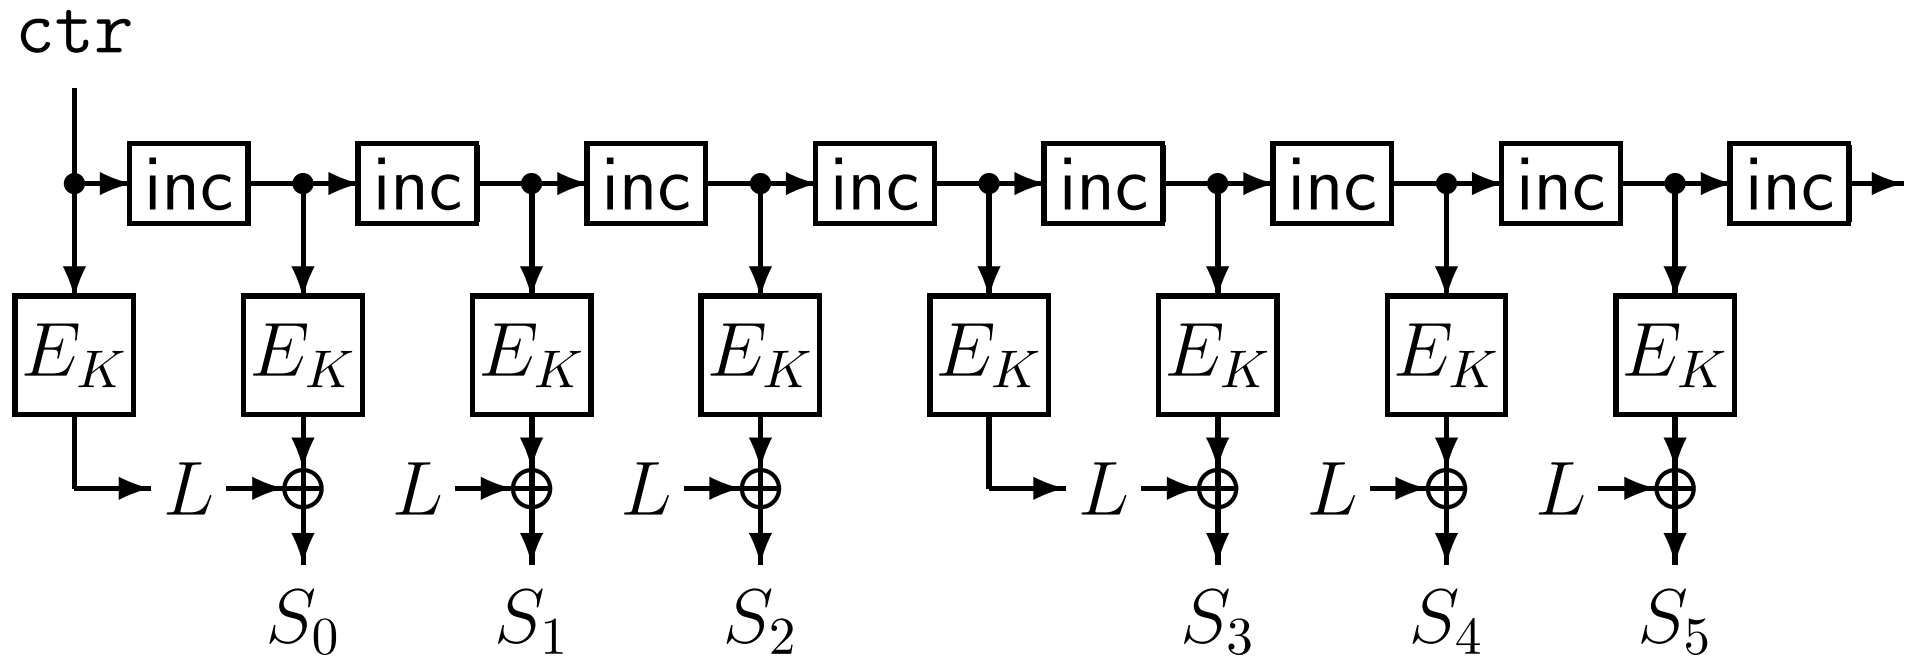 ctr
inc inc inc inc inc inc inc inc
E_K E_K E_K E_K E_K E_K E_K E_K
L L L L L L
S_0 S_1 S_2 S_3 S_4 S_5